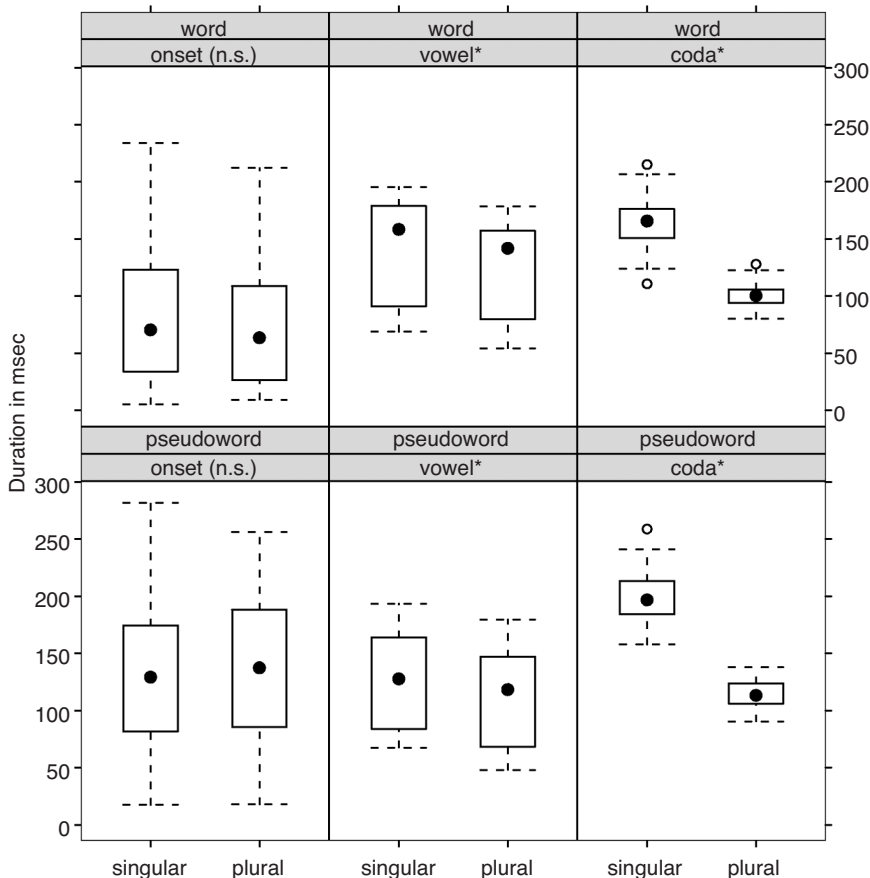 word word word
onset (n.s.) vowel* coda*
300
250
200
150
100
50
0
Duration in msec
pseudoword pseudoword pseudoword
onset (n.s.) vowel* coda*
300
250
200
150
100
50
0
singular plural singular plural singular plural